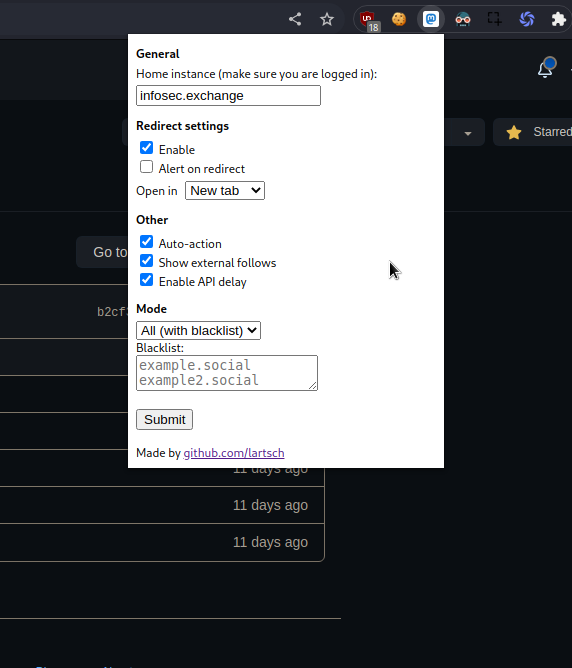 18
General
Home instance (make sure you are logged in):
infosec.exchange
Redirect settings
Enable
Starred
Alert on redirect
Open in New tab
Other
Auto-action
Go to
Show external follows
Enable API delay
Mode
b2cf
All (with blacklist)
Blacklist:
example.social
example2.social
Submit
Made by github.com/lartsch
11 days ago
11 days ago
11 days ago